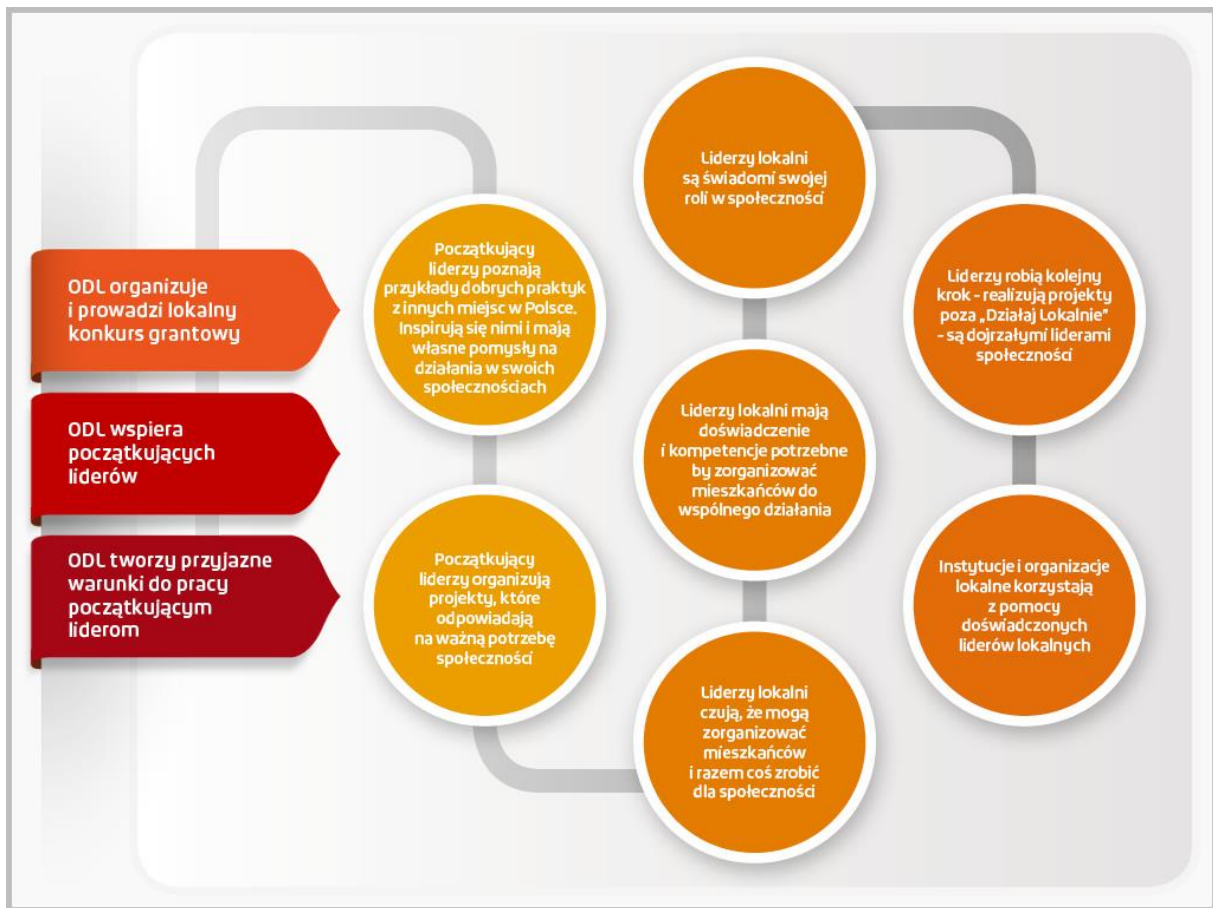 ODL organizuje
i prowadzi lokalny
konkurs grantowy
ODL wspiera
początkujących
liderów
ODL tworzy przyjazne
warunki do pracy
początkującym
liderom
Początkujący
liderzy poznają
przykłady dobrych praktyk
z innych miejsc w Polsce.
Inspirują się nimi i mają
własne pomysły na
działania w swoich
społecznościach
Początkujący
liderzy organizują
projekty, które
odpowiadają
na ważną potrzebę
społeczności
Liderzy lokalni
czują, że mogą
zorganizować
mieszkańców
i razem coś zrobić
dla społeczności
Liderzy lokalni mają
doświadczenie
i kompetencje potrzebne
by zorganizować
mieszkańców do
wspólnego działania
Liderzy lokalni
są świadomi swojej
roli w społeczności
Liderzy robią kolejny
krok - realizują projekty
poza „Działaj Lokalnie”
- są dojrzałymi liderami
społeczności
Instytucje i organizacje
lokalne korzystają
z pomocy
doświadczonych
liderów lokalnych